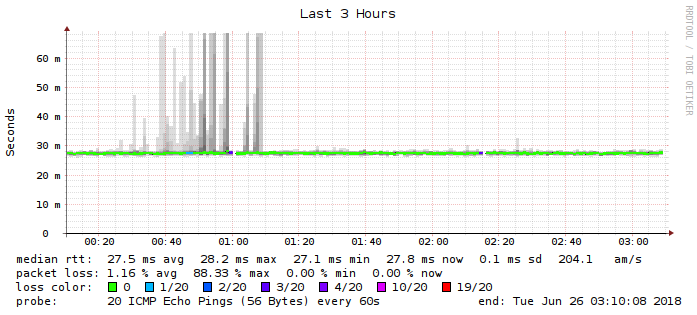 Last 3 Hours
RRDTOOL / TOBI OETIKER
Seconds
60 m
50 m
40 m
30 m
20 m
10 m
0
00:20 00:40 01:00 01:20 01:40 02:00 02:20 02:40 03:00
median rtt: 27.5 ms avg 28.2 ms max 27.1 ms min 27.8 ms now 0.1 ms sd 204.1 am/s
packet loss: 1.16 % avg 88.33 % max 0.00 % min 0.00 % now
loss color: 0 1/20 2/20 3/20 4/20 10/20 19/20
probe: 20 ICMP Echo Pings (56 Bytes) every 60s end: Tue Jun 26 03:10:08 2018